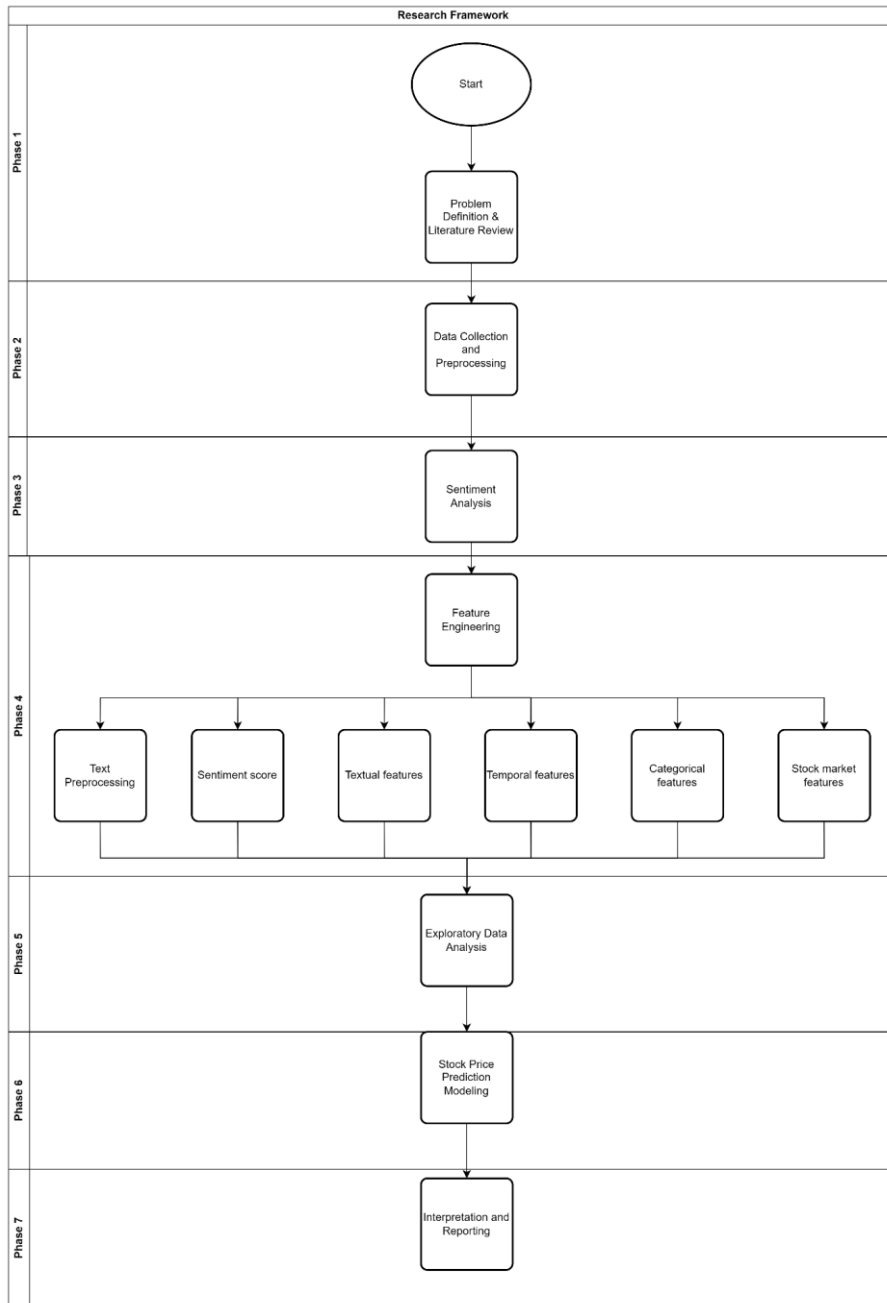 Research Framework
Phase 1
Start
Problem
Definition &
Literature Review
Phase 2
Data Collection
and
Preprocessing
Phase 3
Sentiment
Analysis
Phase 4
Feature
Engineering
Text
Preprocessing
Sentiment score
Textual features
Temporal features
Categorical
features
Stock market
features
Phase 5
Exploratory Data
Analysis
Phase 6
Stock Price
Prediction
Modeling
Phase 7
Interpretation and
Reporting